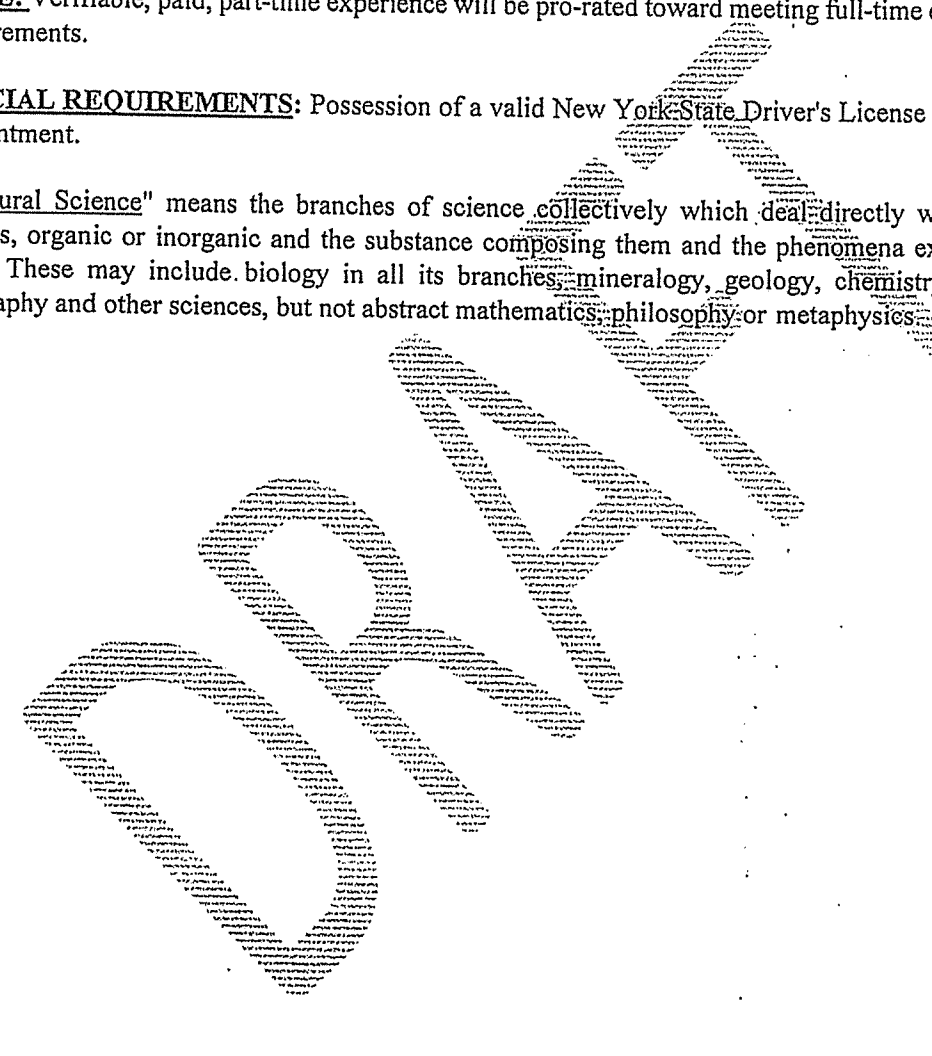 Verifiable, paid, part-time experience will be pro-rated toward meeting full-time
ements.
CIAL REQUIREMENTS: Possession of a valid New York State Driver's License
ntment.
ural Science" means the branches of science collectively which deal directly w
s, organic or inorganic and the substance composing them and the phenomena ex
These may include. biology in all its branches, mineralogy, geology, chemistr
aphy and other sciences, but not abstract mathematics, philosophy or metaphysics
DRAFT